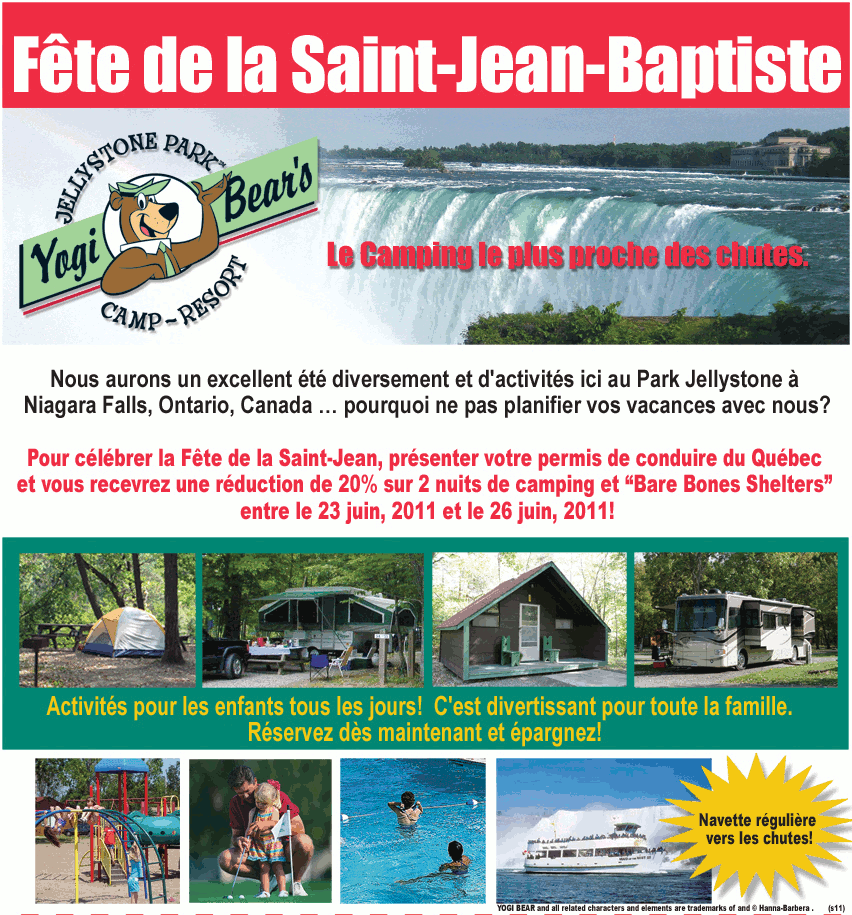 Fête de la Saint-Jean-Baptiste
JELLYSTONE PARK™
Yogi Bear's
CAMP-RESORT
Le Camping le plus proche des chutes.
Nous aurons un excellent été diversement et d'activités ici au Park Jellystone à
Niagara Falls, Ontario, Canada … pourquoi ne pas planifier vos vacances avec nous?
Pour célébrer la Fête de la Saint-Jean, présenter votre permis de conduire du Québec
et vous recevrez une réduction de 20% sur 2 nuits de camping et “Bare Bones Shelters”
entre le 23 juin, 2011 et le 26 juin, 2011!
Activités pour les enfants tous les jours! C'est divertissant pour toute la famille.
Réservez dès maintenant et épargnez!
Navette régulière
vers les chutes!
YOGI BEAR and all related characters and elements are trademarks of and © Hanna-Barbera . (s11)